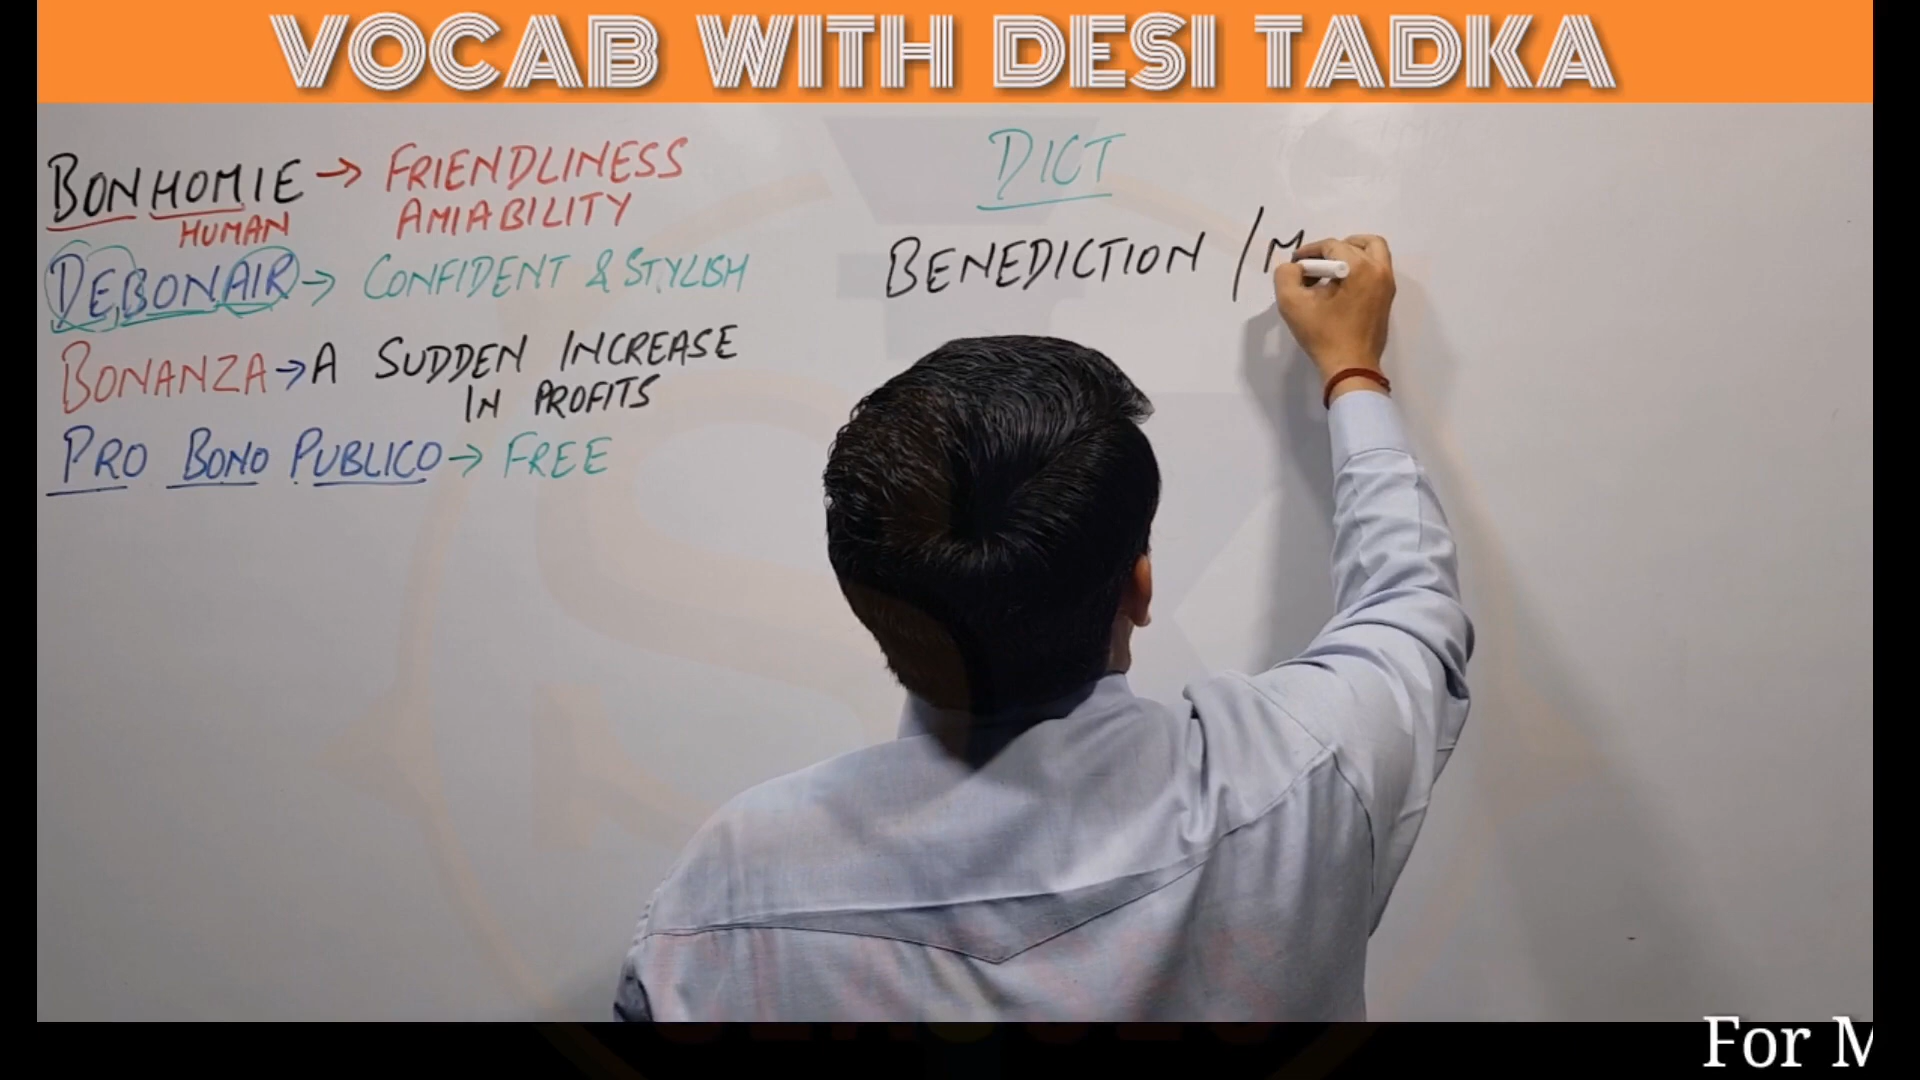 VOCAB WITH DESI TADKA
BONHOMIE → FRIENDLINESS
HUMAN AMIABILITY
DEBONAIR → CONFIDENT & STYLISH
BONANZA → A SUDDEN INCREASE
IN PROFITS
PRO BONO PUBLICO → FREE
DICT
BENEDICTION / M
For M